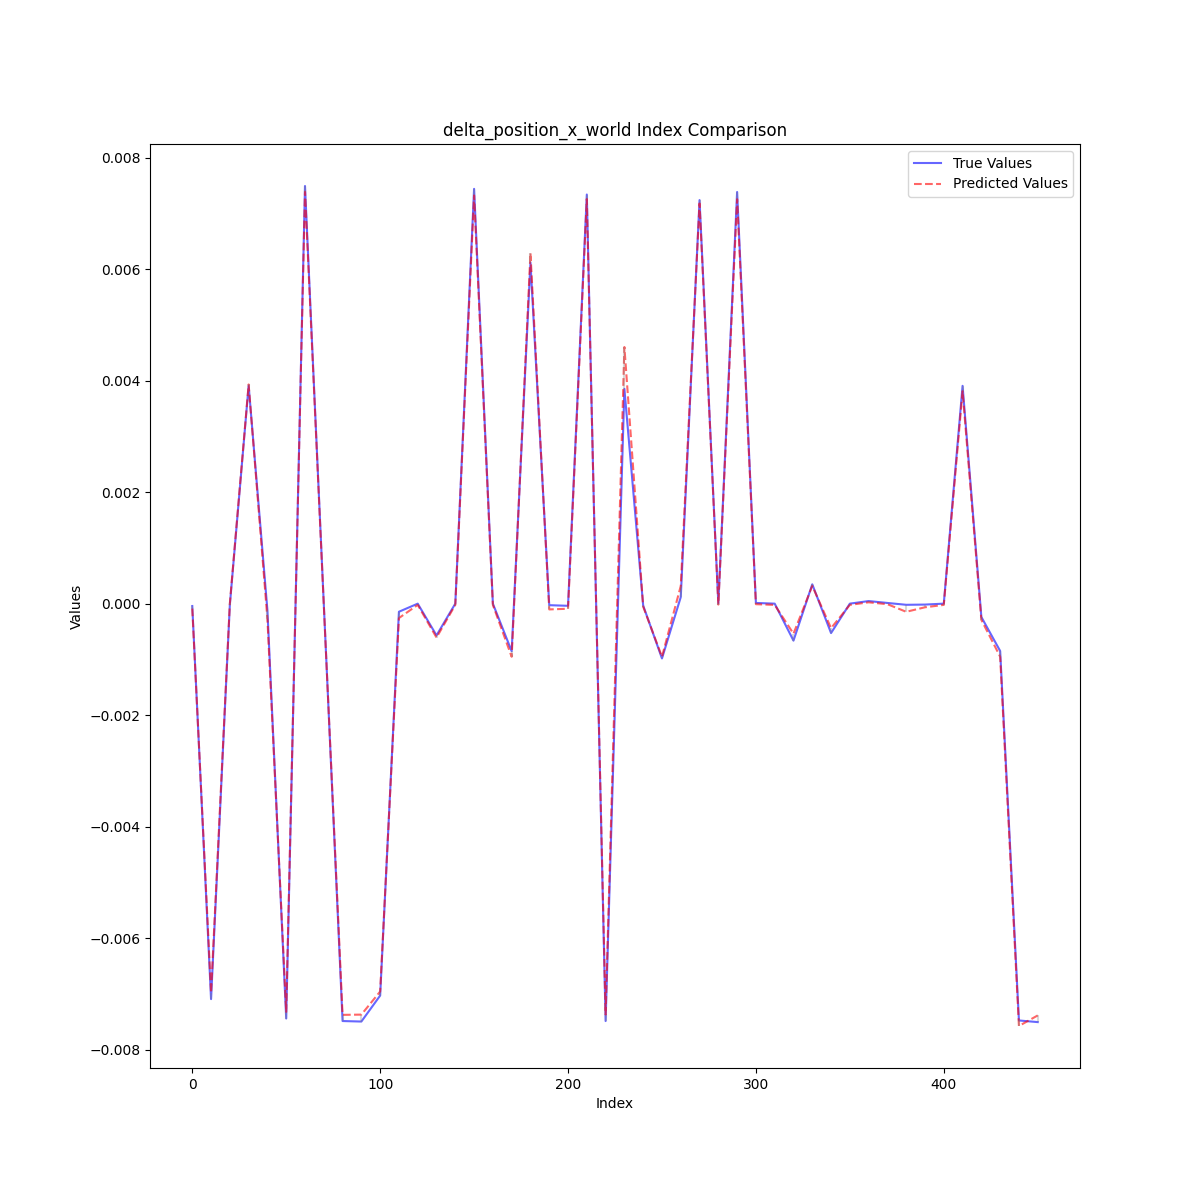 delta_position_x_world Index Comparison
True Values
Predicted Values
0.008
0.006
0.004
0.002
0.000
−0.002
−0.004
−0.006
−0.008
Values
0
100
200
300
400
Index